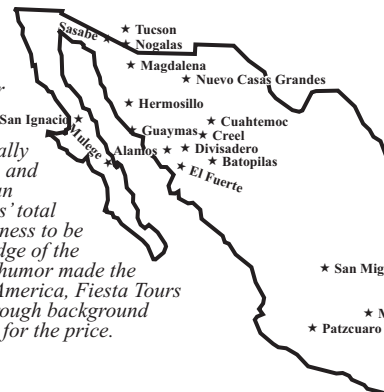 Tucson
Sasabe
Nogalas
Magdalena
Nuevo Casas Grandes
Hermosillo
San Ignacio
Cuahtemoc
Guaymas
Creel
Mulege
Alamos
Divisadero
Batopilas
El Fuerte
ally
and
s' total
ness to be
dge of the
humor made the
America, Fiesta Tours
rough background
for the price.
San Mig
M
Patzcuaro